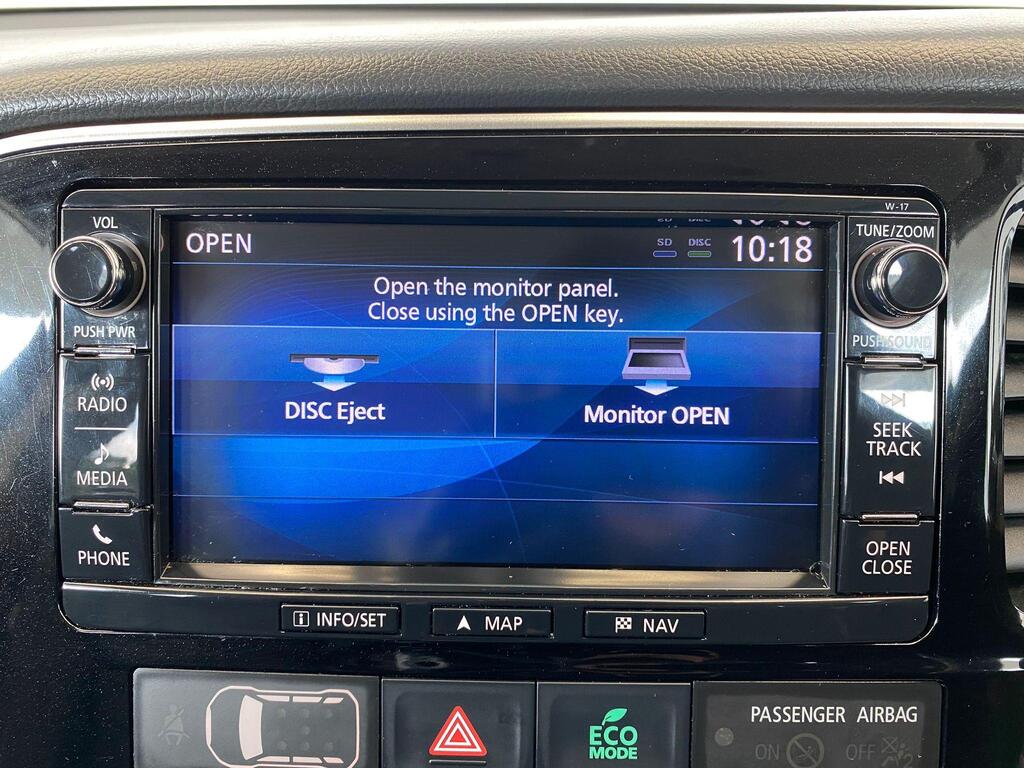 W-17
VOL
TUNE/ZOOM
OPEN
SD DISC 10:18
Open the monitor panel.
Close using the OPEN key.
PUSH PWR
PUSH SOUND
RADIO
DISC Eject
Monitor OPEN
SEEK
TRACK
MEDIA
PHONE
OPEN
CLOSE
INFO/SET
MAP
NAV
PASSENGER AIRBAG
ON OFF
ECO
MODE